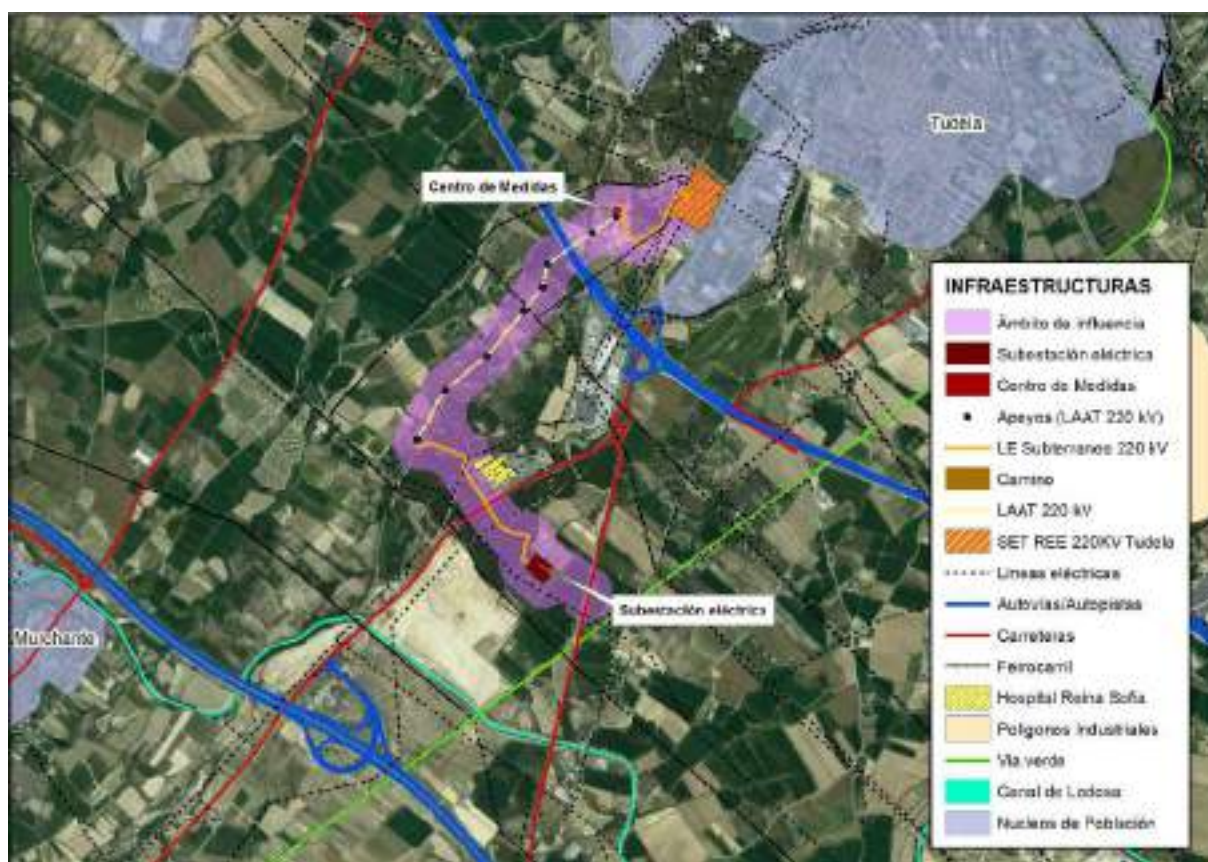 N
Tudela
Centro de Medidas
Subestación eléctrica
Murchante
INFRAESTRUCTURAS
Ámbito de influencia
Subestación eléctrica
Centro de Medidas
Apoyos (LAAT 220 kV)
LE Subterraneo 220 kV
Camino
LAAT 220 kV
SET REE 220KV Tudela
Líneas eléctricas
Autovías/Autopistas
Carreteras
Ferrocarril
Hospital Reina Sofía
Polígonos Industriales
Vía verde
Canal de Lodosa
Nucleos de Población